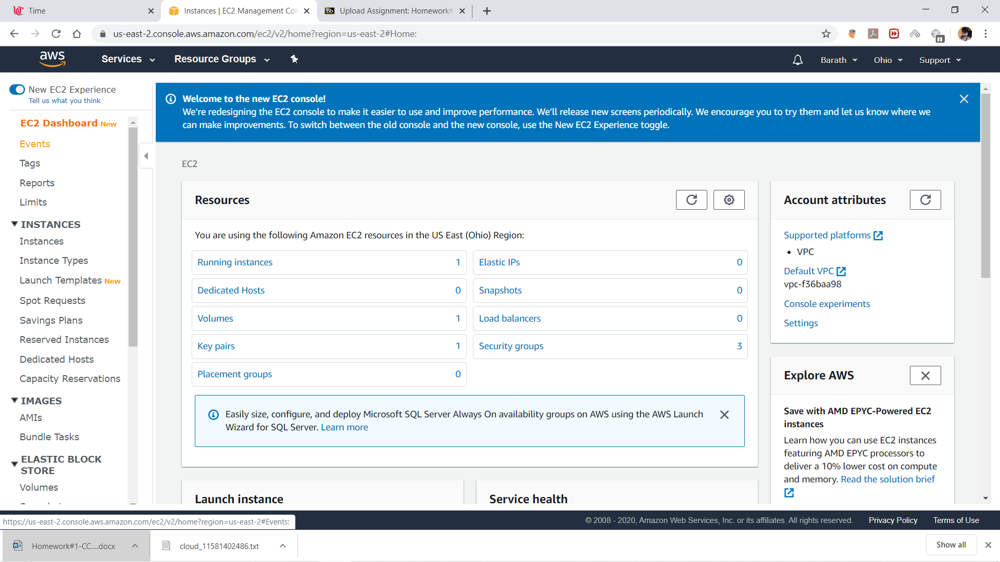 Time
Instances | EC2 Management Co
Upload Assignment: Homework#
us-east-2.console.aws.amazon.com/ec2/v2/home?region=us-east-2#Home:
aws
Services
Resource Groups
Barath
Ohio
Support
New EC2 Experience
Tell us what you think
EC2 Dashboard New
Events
Tags
Reports
Limits
INSTANCES
Instances
Instance Types
Launch Templates New
Spot Requests
Savings Plans
Reserved Instances
Dedicated Hosts
Capacity Reservations
IMAGES
AMIs
Bundle Tasks
ELASTIC BLOCK
STORE
Volumes
Welcome to the new EC2 console!
We're redesigning the EC2 console to make it easier to use and improve performance. We'll release new screens periodically. We encourage you to try them and let us know where we
can make improvements. To switch between the old console and the new console, use the New EC2 Experience toggle.
EC2
Resources
You are using the following Amazon EC2 resources in the US East (Ohio) Region:
Running instances 1
Elastic IPs 0
Dedicated Hosts 0
Snapshots 0
Volumes 1
Load balancers 0
Key pairs 1
Security groups 3
Placement groups 0
Easily size, configure, and deploy Microsoft SQL Server Always On availability groups on AWS using the AWS Launch
Wizard for SQL Server. Learn more
Launch instance
Service health
Account attributes
Supported platforms
• VPC
Default VPC
vpc-f36baa98
Console experiments
Settings
Explore AWS
Save with AMD EPYC-Powered EC2
instances
Learn how you can use EC2 instances
featuring AMD EPYC processors to
deliver a 10% lower cost on compute
and memory. Read the solution brief
https://us-east-2.console.aws.amazon.com/ec2/v2/home?region=us-east-2#Events:
© 2008 - 2020, Amazon Web Services, Inc. or its affiliates. All rights reserved.
Privacy Policy
Terms of Use
Homework#1-CC....docx
cloud_11581402486.txt
Show all